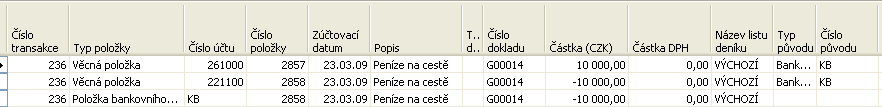 Číslo transakce Typ položky Číslo účtu Číslo položky Zúčtovací datum Popis T... d... Číslo dokladu Částka (CZK) Částka DPH Název listu deníku Typ původu Číslo původu
236 Věcná položka 261000 2857 23.03.09 Peníze na cestě G00014 10 000,00 0,00 VÝCHOZÍ Bank... KB
236 Věcná položka 221100 2858 23.03.09 Peníze na cestě G00014 -10 000,00 0,00 VÝCHOZÍ Bank... KB
236 Položka bankovního... KB 2858 23.03.09 Peníze na cestě G00014 -10 000,00 0,00 VÝCHOZÍ